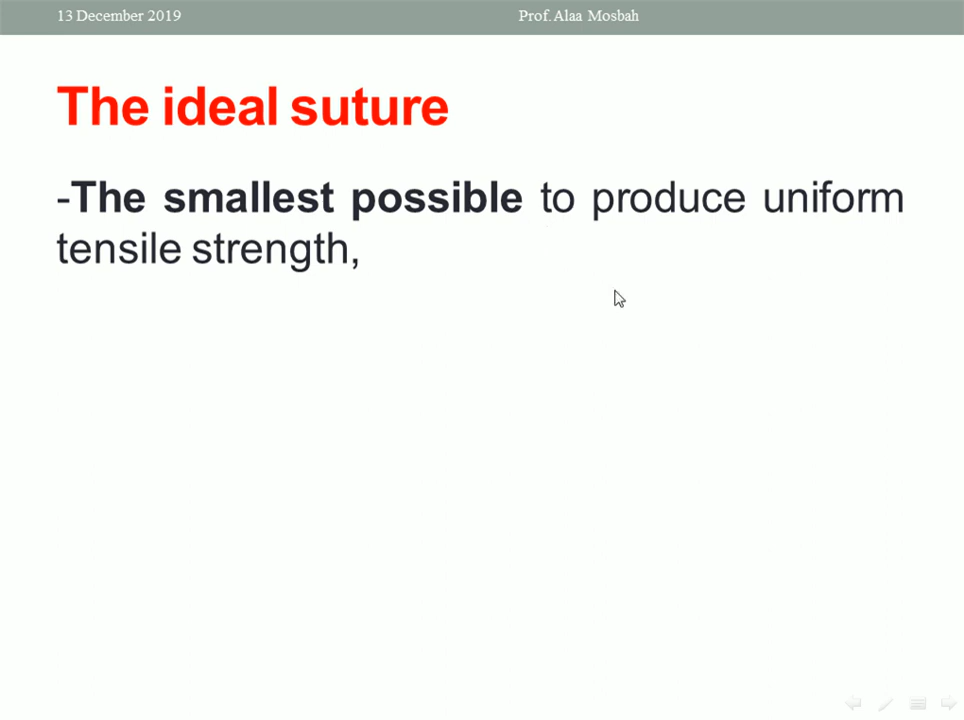 13 December 2019 Prof. Alaa Mosbah
The ideal suture
-The smallest possible to produce uniform
tensile strength,